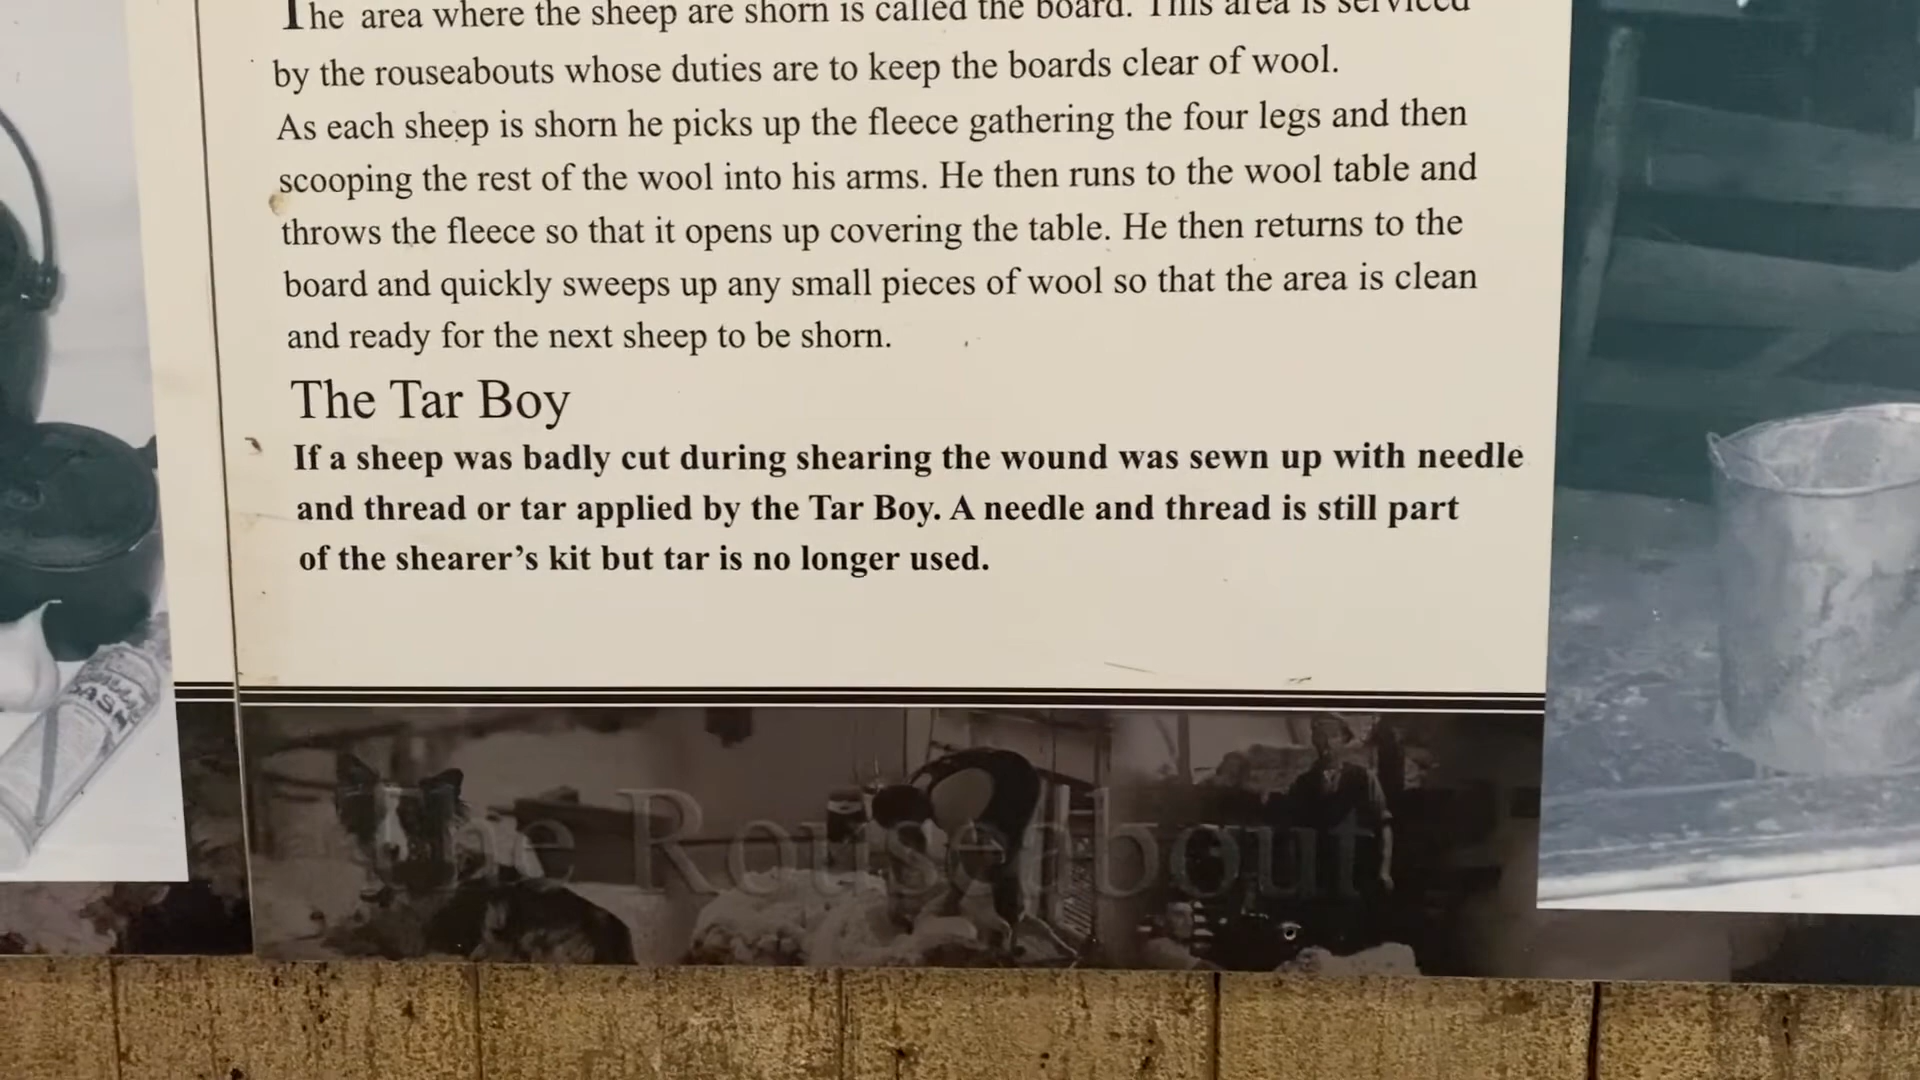 The area where the sheep are shorn is called the board. This area is serviced
by the rouseabouts whose duties are to keep the boards clear of wool.
As each sheep is shorn he picks up the fleece gathering the four legs and then
scooping the rest of the wool into his arms. He then runs to the wool table and
throws the fleece so that it opens up covering the table. He then returns to the
board and quickly sweeps up any small pieces of wool so that the area is clean
and ready for the next sheep to be shorn.
The Tar Boy
If a sheep was badly cut during shearing the wound was sewn up with needle
and thread or tar applied by the Tar Boy. A needle and thread is still part
of the shearer’s kit but tar is no longer used.
The Rouseabout